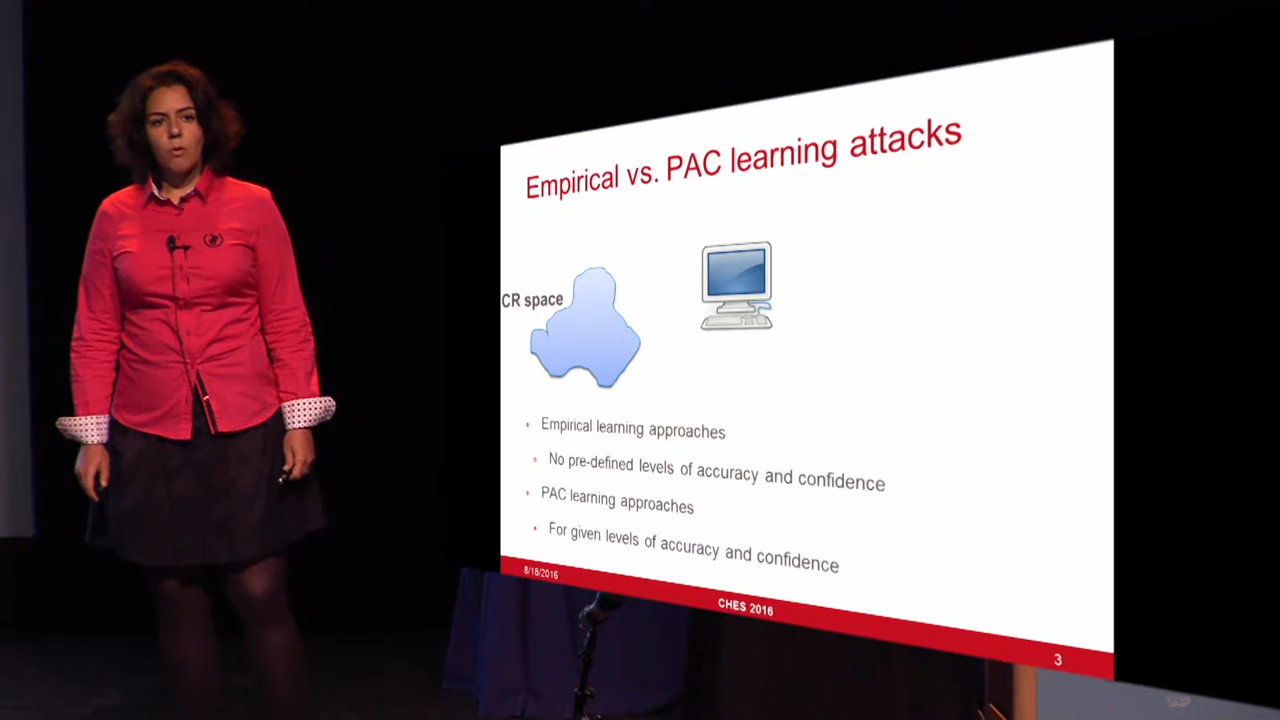 Empirical vs. PAC learning attacks
CR space
Empirical learning approaches
No pre-defined levels of accuracy and confidence
PAC learning approaches
For given levels of accuracy and confidence
8/18/2016
CHES 2016
3